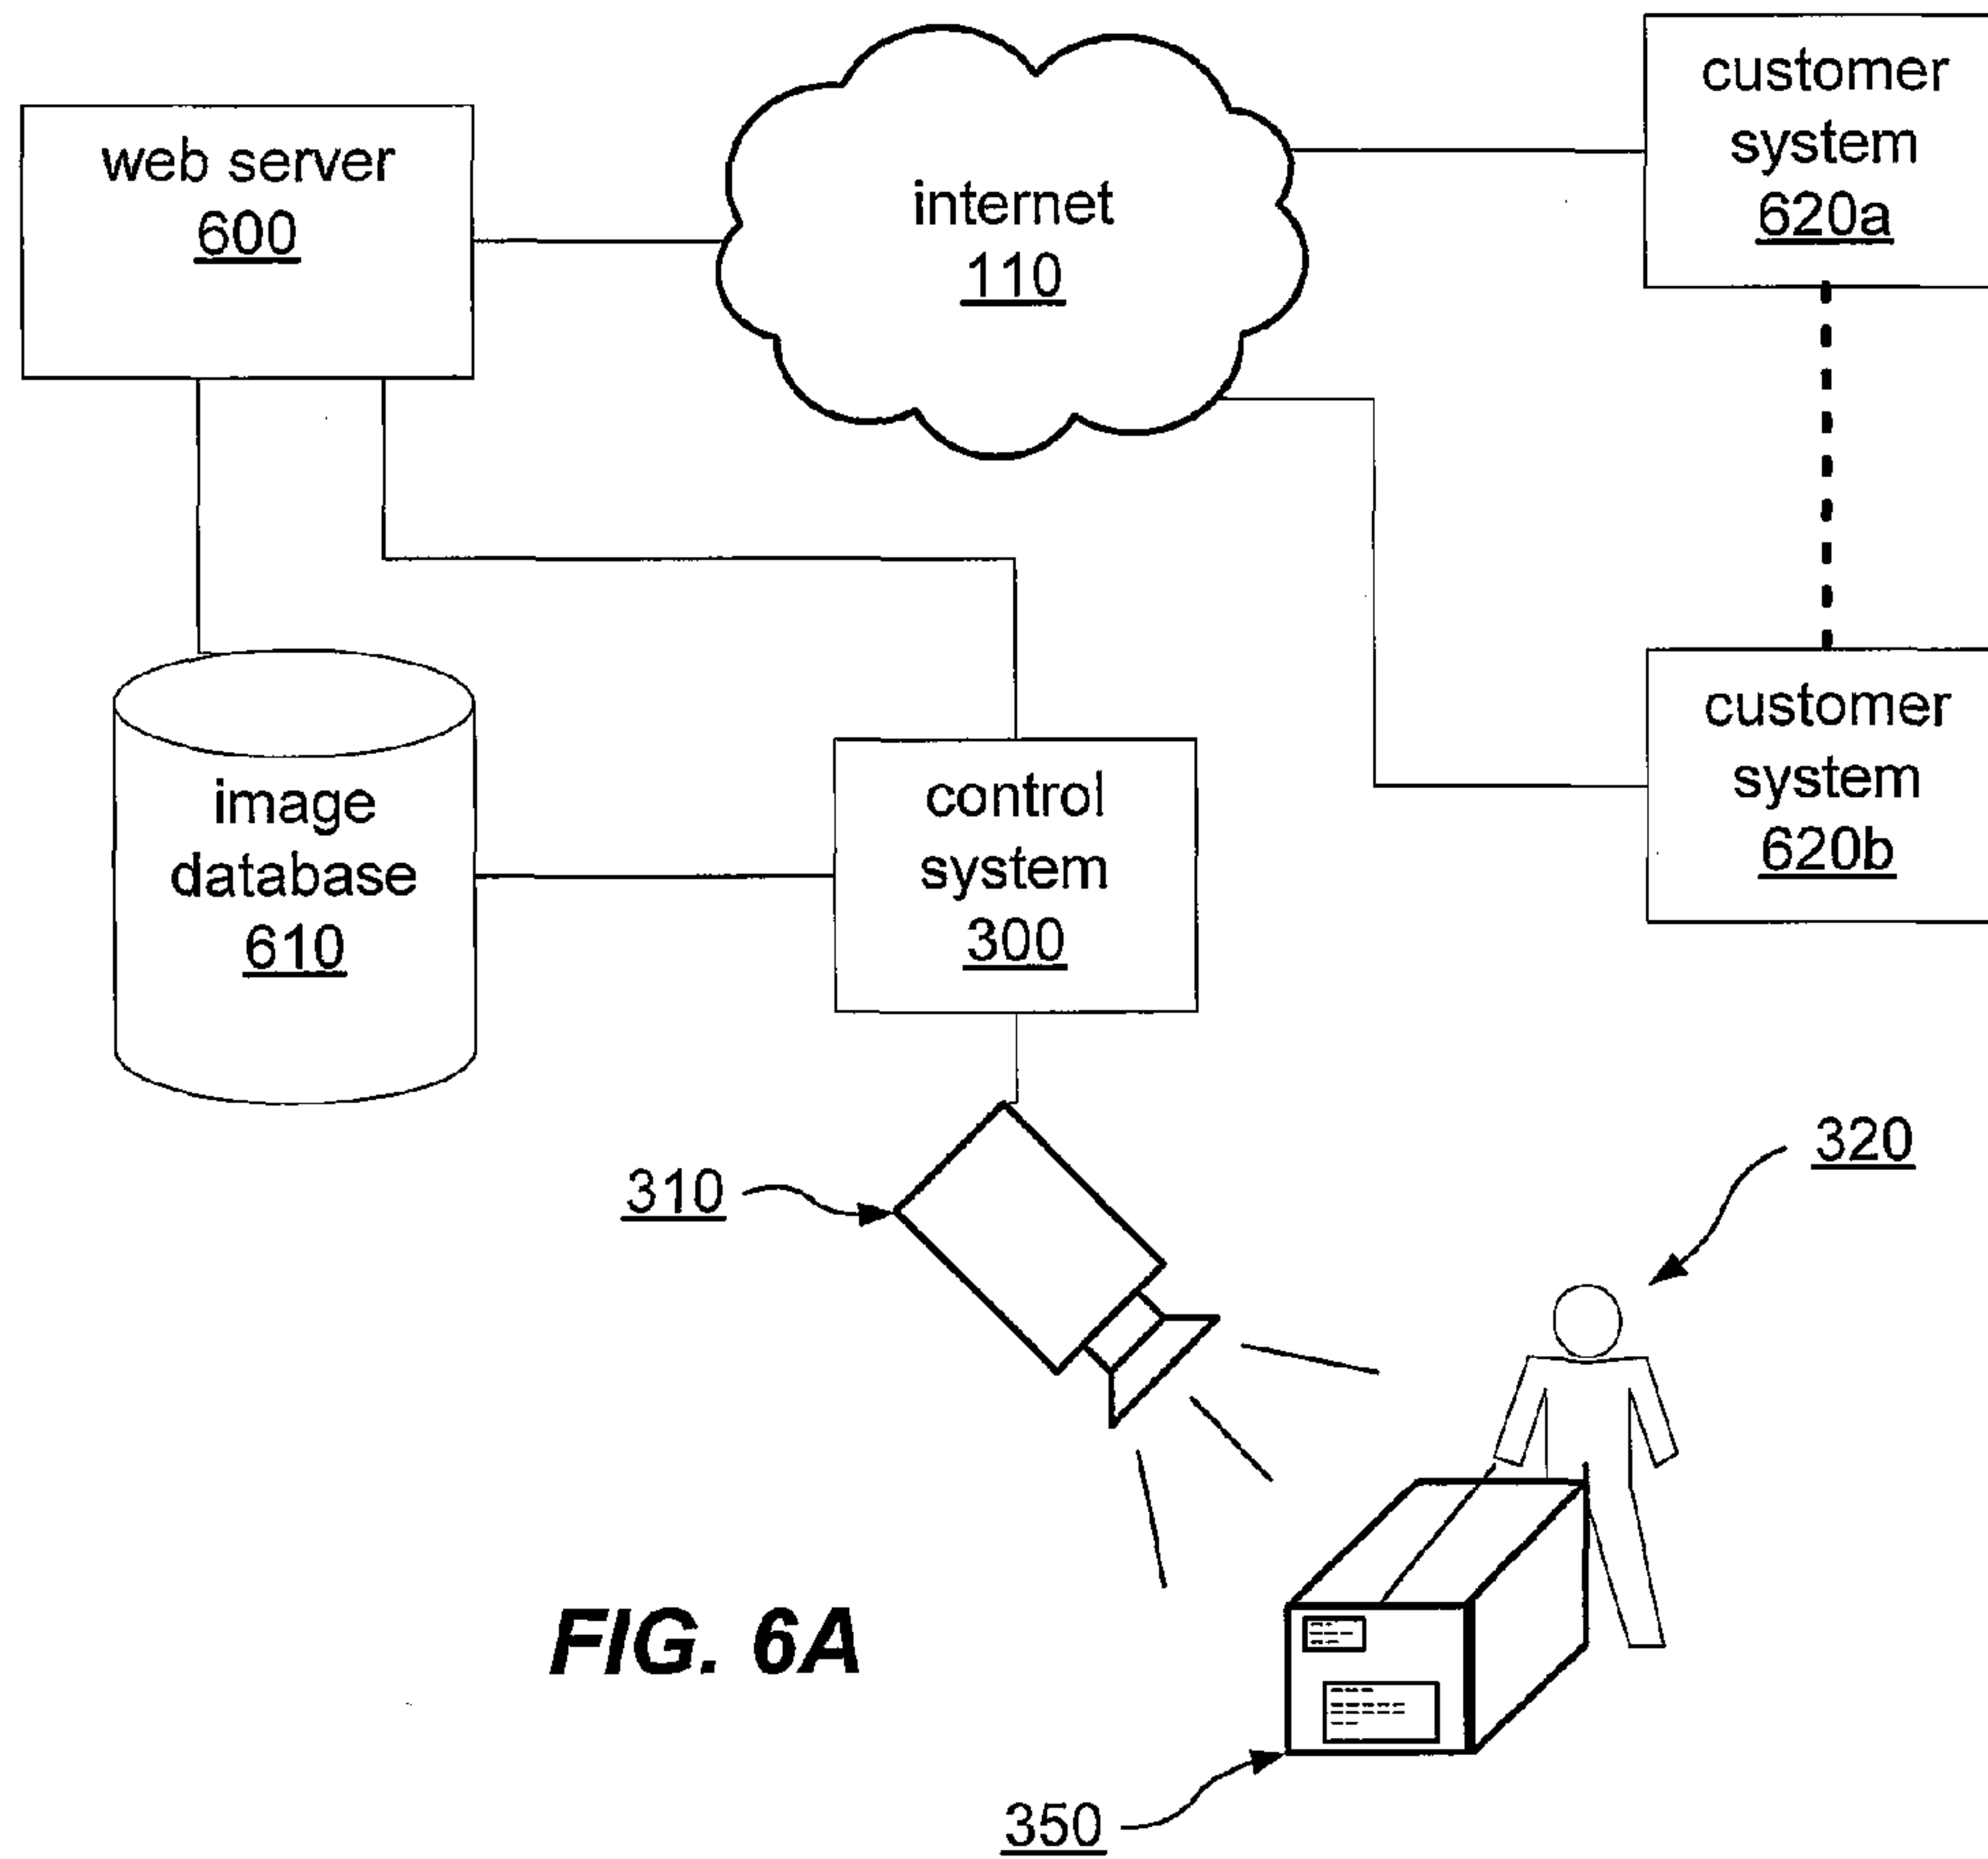 web server
600
internet
110
customer
system
620a
image
database
610
control
system
300
customer
system
620b
310
320
FIG. 6A
350